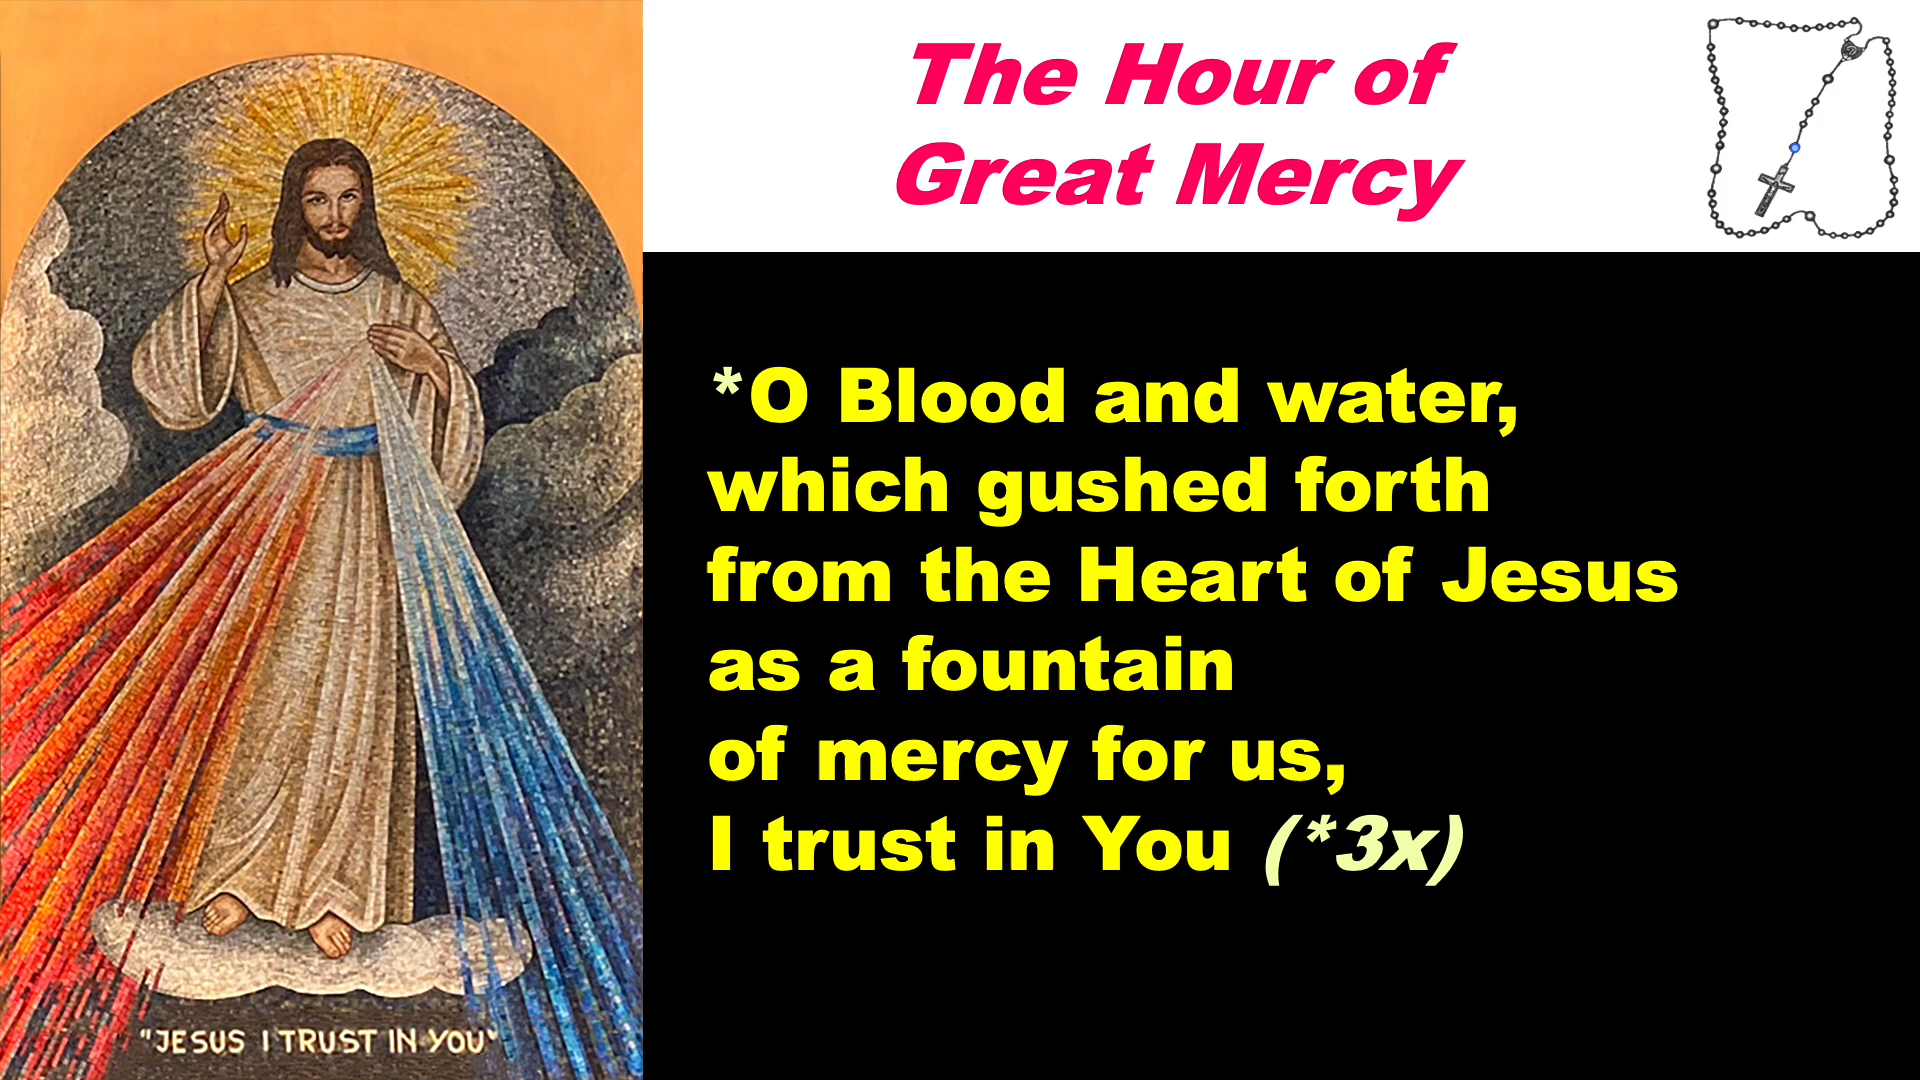 The Hour of
Great Mercy
*O Blood and water,
which gushed forth
from the Heart of Jesus
as a fountain
of mercy for us,
I trust in You (*3x)
"JESUS I TRUST IN YOU"